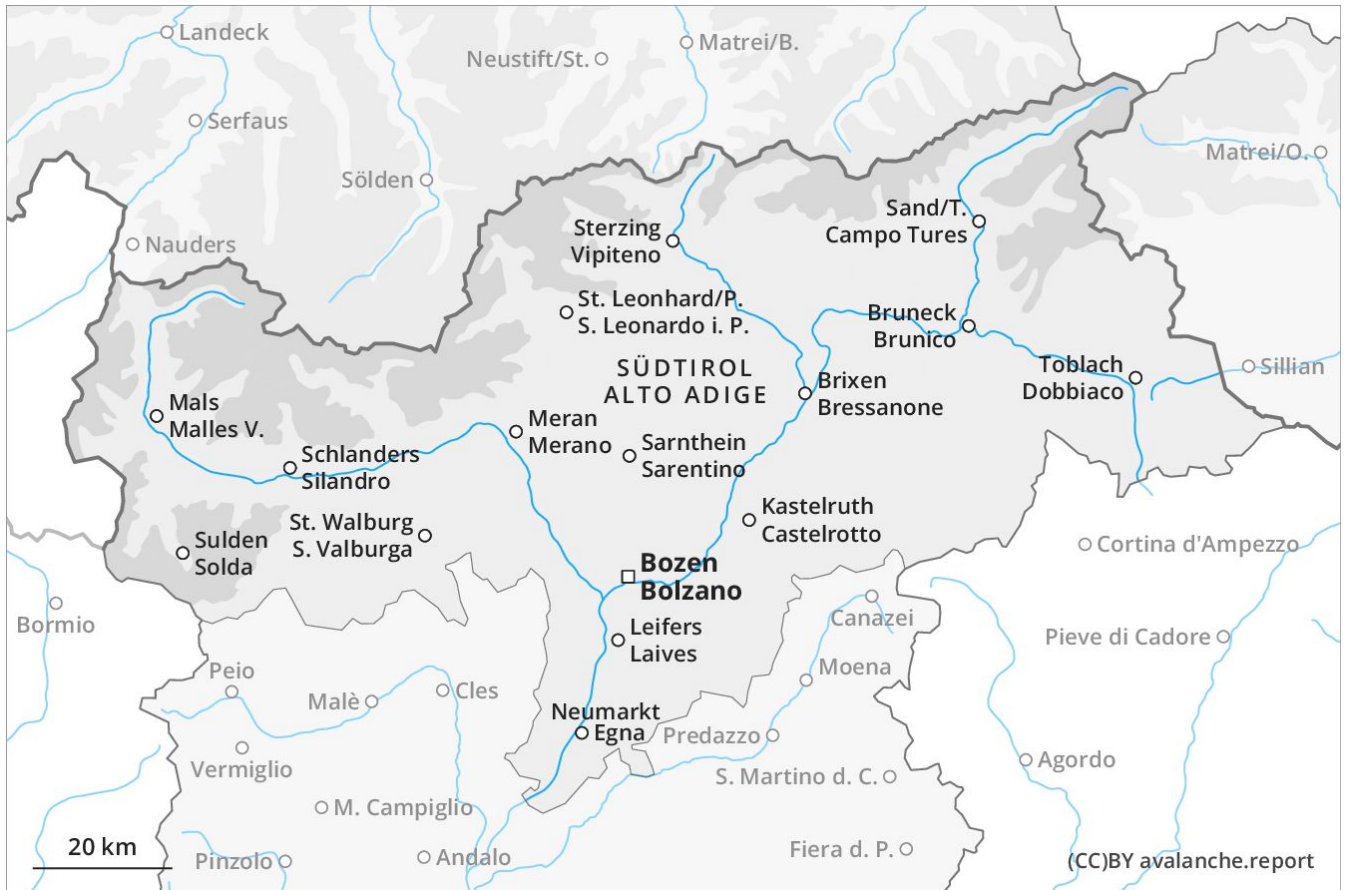 Landeck
Neustift/St.
Matrei/B.
Serfaus
Matrei/O.
Sölden
Nauders
Sterzing
Vipiteno
Sand/T.
Campo Tures
St. Leonhard/P.
S. Leonardo i. P.
Bruneck
Brunico
SÜDTIROL
ALTO ADIGE
Toblach
Dobbiaco
Sillian
Brixen
Bressanone
Mals
Malles V.
Meran
Merano
Sarnthein
Sarentino
Schlanders
Silandro
Kastelruth
Castelrotto
St. Walburg
S. Valburga
Sulden
Solda
Cortina d'Ampezzo
Bozen
Bolzano
Bormio
Canazei
Leifers
Laives
Pieve di Cadore
Peio
Moena
Malè
Cles
Neumarkt
Egna
Predazzo
Vermiglio
S. Martino d. C.
Agordo
M. Campiglio
20 km
Pinzolo
Andalo
Fiera d. P.
(CC)BY avalanche.report